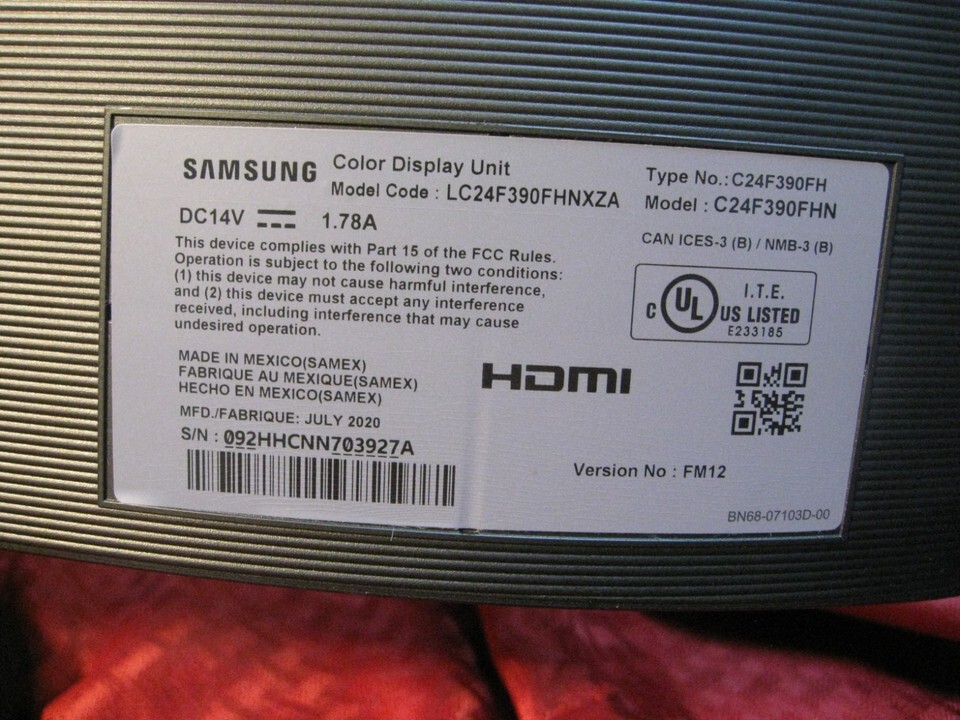 SAMSUNG Color Display Unit
Model Code : LC24F390FHNXZA
Type No.:C24F390FH
Model : C24F390FHN
DC14V 1.78A
CAN ICES-3 (B) / NMB-3 (B)
This device complies with Part 15 of the FCC Rules.
Operation is subject to the following two conditions:
(1) this device may not cause harmful interference,
and (2) this device must accept any interference
received, including interference that may cause
undesired operation.
C UL US LISTED
I.T.E.
E233185
MADE IN MEXICO(SAMEX)
FABRIQUE AU MEXIQUE(SAMEX)
HECHO EN MEXICO(SAMEX)
MFD./FABRIQUE: JULY 2020
S/N : 092HHCNN703927A
HDMI
Version No : FM12
BN68-07103D-00